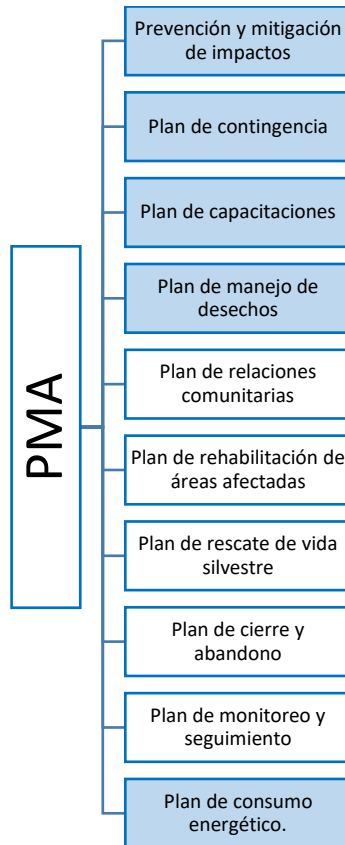 Prevención y mitigación
de impactos
Plan de contingencia
Plan de capacitaciones
Plan de manejo de
desechos
PMA
Plan de relaciones
comunitarias
Plan de rehabilitación de
áreas afectadas
Plan de rescate de vida
silvestre
Plan de cierre y
abandono
Plan de monitoreo y
seguimiento
Plan de consumo
energético.